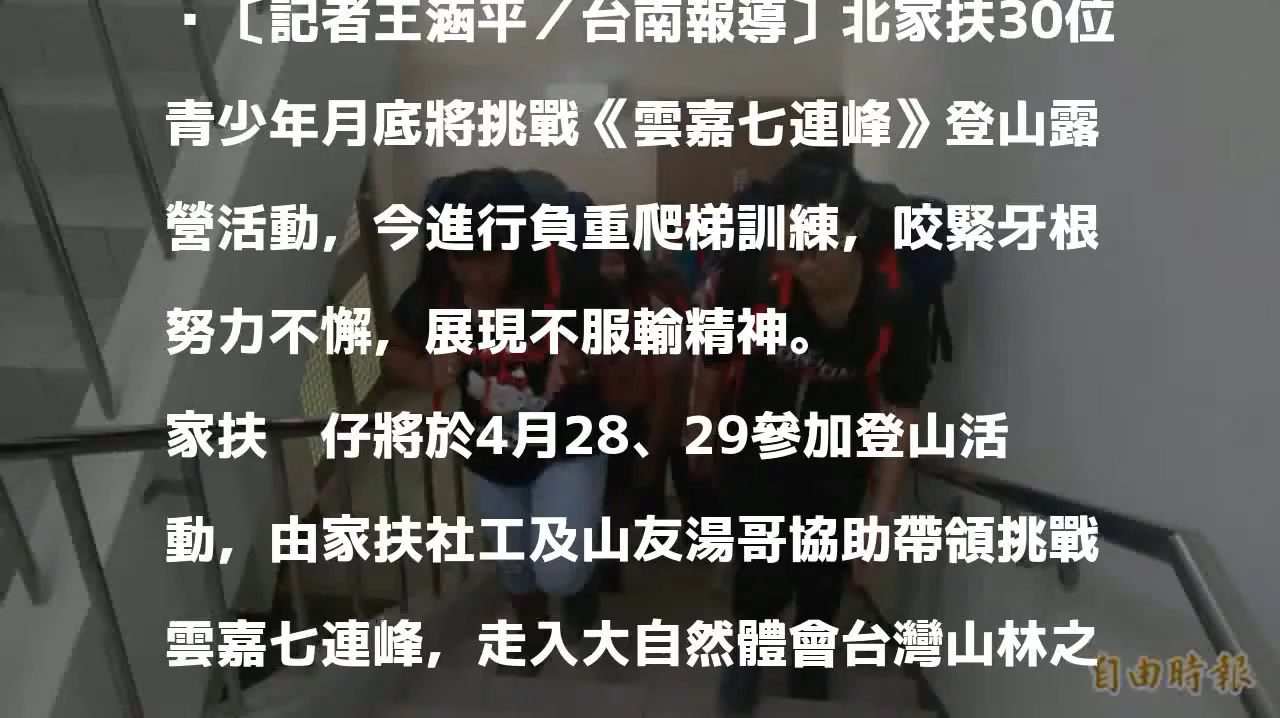 ·〔記者王涵平／台南報導〕北家扶30位
青少年月底將挑戰《雲嘉七連峰》登山露
營活動，今進行負重爬梯訓練，咬緊牙根
努力不懈，展現不服輸精神。
家扶　仔將於4月28、29參加登山活
動，由家扶社工及山友湯哥協助帶領挑戰
雲嘉七連峰，走入大自然體會台灣山林之
自由時報